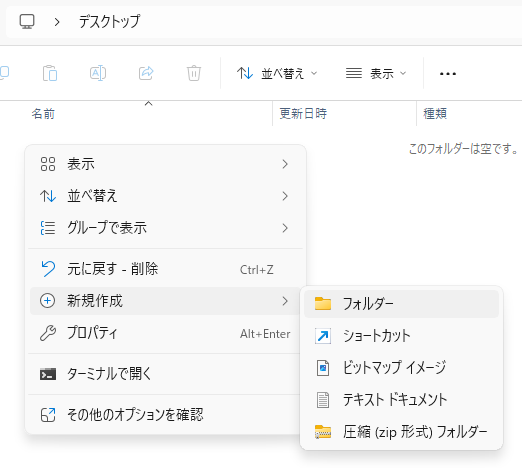 デスクトップ
並べ替え
表示
名前
更新日時
種類
このフォルダーは空です。
表示
並べ替え
グループで表示
元に戻す - 削除 Ctrl+Z
新規作成
プロパティ Alt+Enter
ターミナルで開く
その他のオプションを確認
フォルダー
ショートカット
ビットマップ イメージ
テキスト ドキュメント
圧縮 (zip 形式) フォルダー